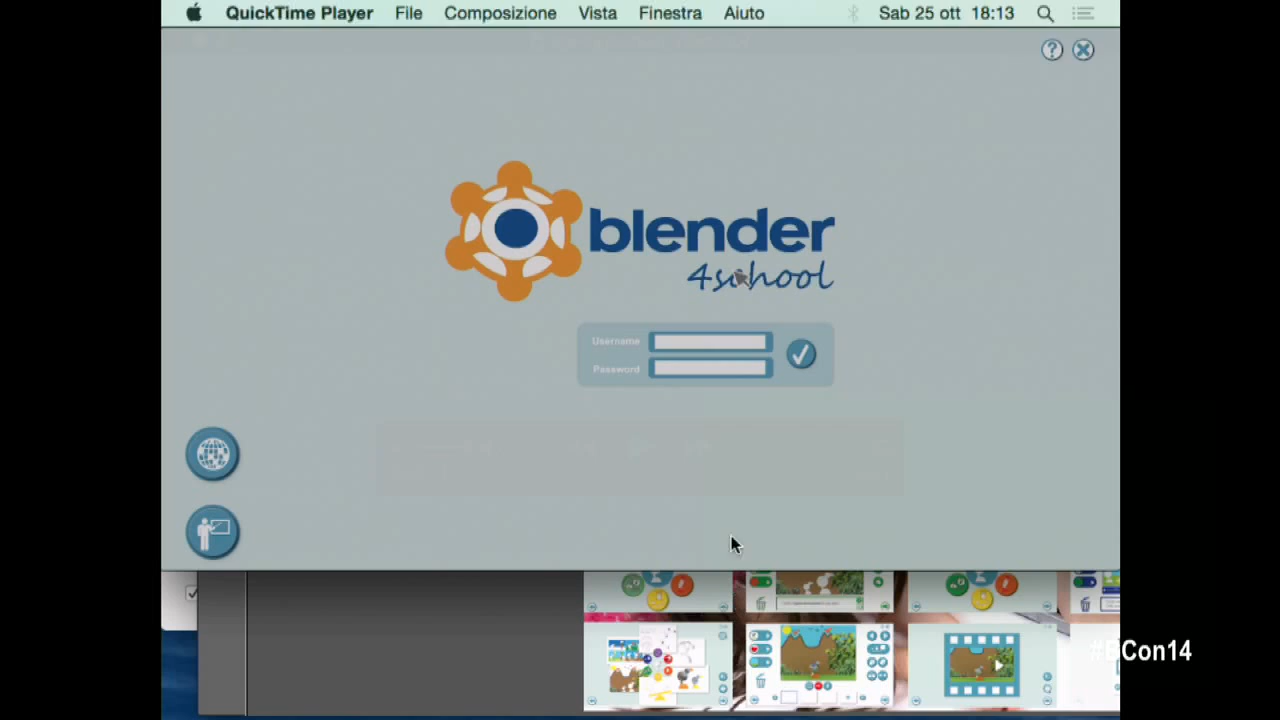 QuickTime Player File Composizione Vista Finestra Aiuto Sab 25 ott 18:13
?
blender
4school
Username
Password
#BCon14